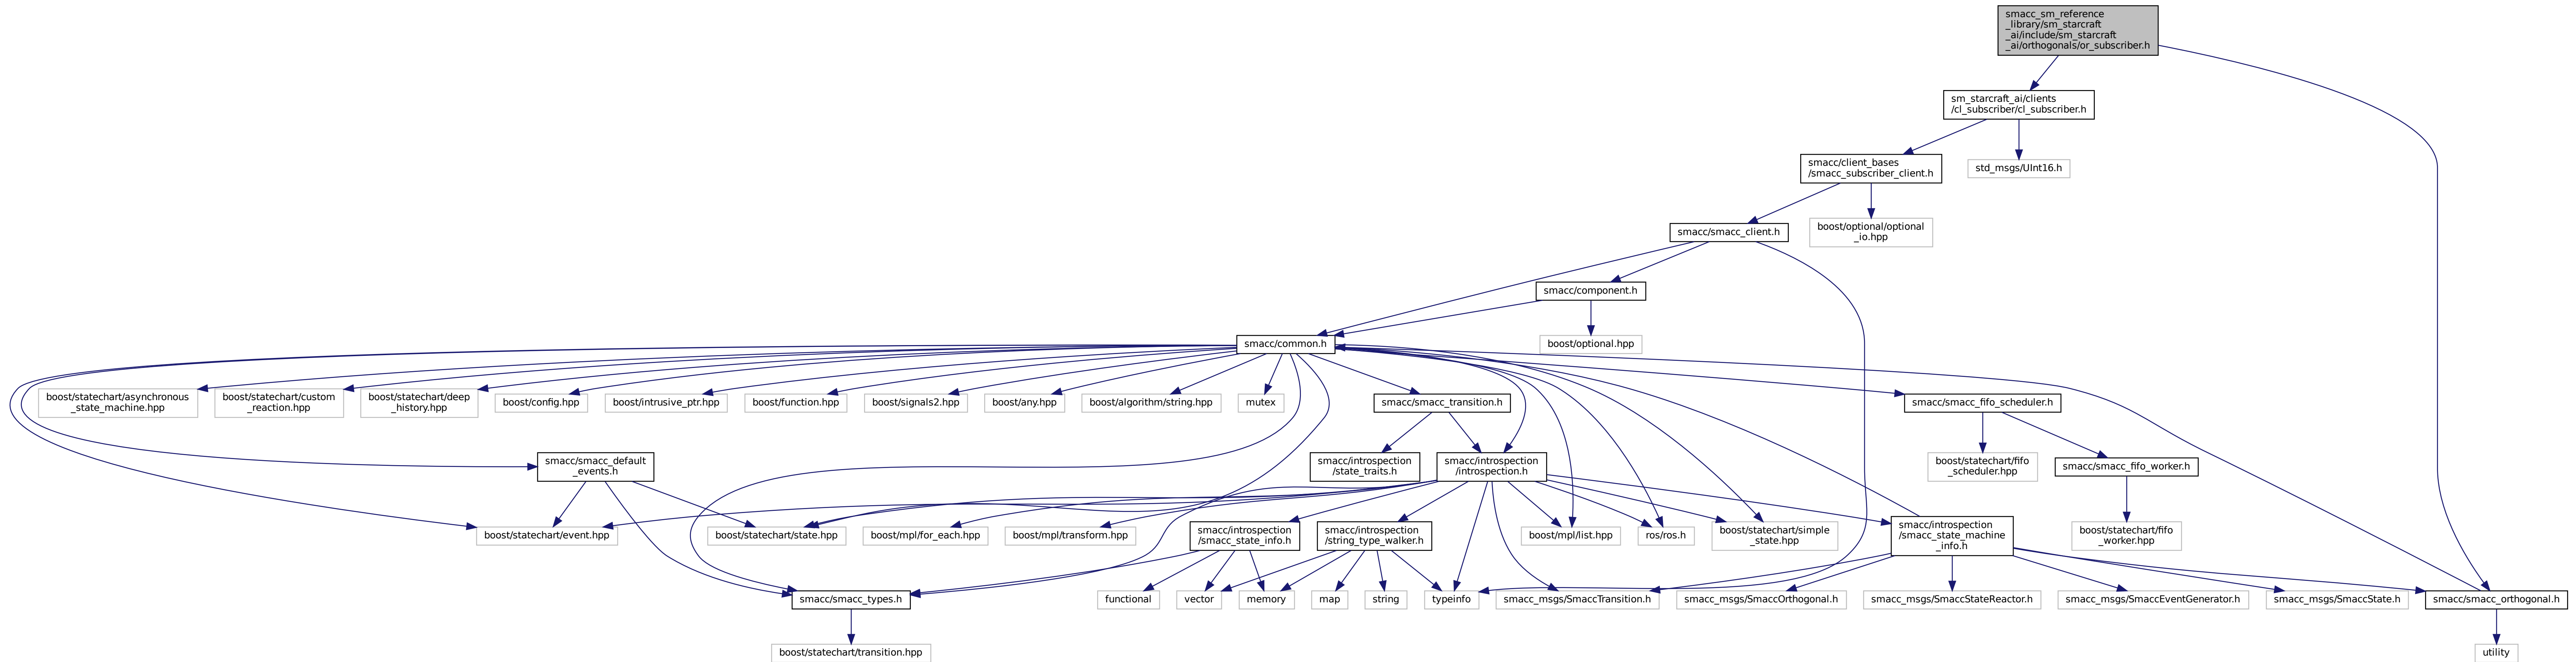 smacc_sm_reference
_library/sm_starcraft
_ai/include/sm_starcraft
_ai/orthogonals/or_subscriber.h
sm_starcraft_ai/clients
/cl_subscriber/cl_subscriber.h
smacc/client_bases
/smacc_subscriber_client.h
std_msgs/UInt16.h
smacc/smacc_client.h
boost/optional/optional
_io.hpp
smacc/component.h
smacc/common.h
boost/optional.hpp
boost/statechart/asynchronous
_state_machine.hpp
boost/statechart/custom
_reaction.hpp
boost/statechart/deep
_history.hpp
boost/config.hpp
boost/intrusive_ptr.hpp
boost/function.hpp
boost/signals2.hpp
boost/any.hpp
boost/algorithm/string.hpp
mutex
smacc/smacc_transition.h
smacc/smacc_fifo_scheduler.h
smacc/smacc_default
_events.h
smacc/introspection
/state_traits.h
smacc/introspection
/introspection.h
boost/statechart/fifo
_scheduler.hpp
smacc/smacc_fifo_worker.h
boost/statechart/event.hpp
boost/statechart/state.hpp
boost/mpl/for_each.hpp
boost/mpl/transform.hpp
smacc/introspection
/smacc_state_info.h
smacc/introspection
/string_type_walker.h
boost/mpl/list.hpp
ros/ros.h
boost/statechart/simple
_state.hpp
smacc/introspection
/smacc_state_machine
_info.h
boost/statechart/fifo
_worker.hpp
smacc/smacc_types.h
functional
vector
memory
map
string
typeinfo
smacc_msgs/SmaccTransition.h
smacc_msgs/SmaccOrthogonal.h
smacc_msgs/SmaccStateReactor.h
smacc_msgs/SmaccEventGenerator.h
smacc_msgs/SmaccState.h
smacc/smacc_orthogonal.h
boost/statechart/transition.hpp
utility